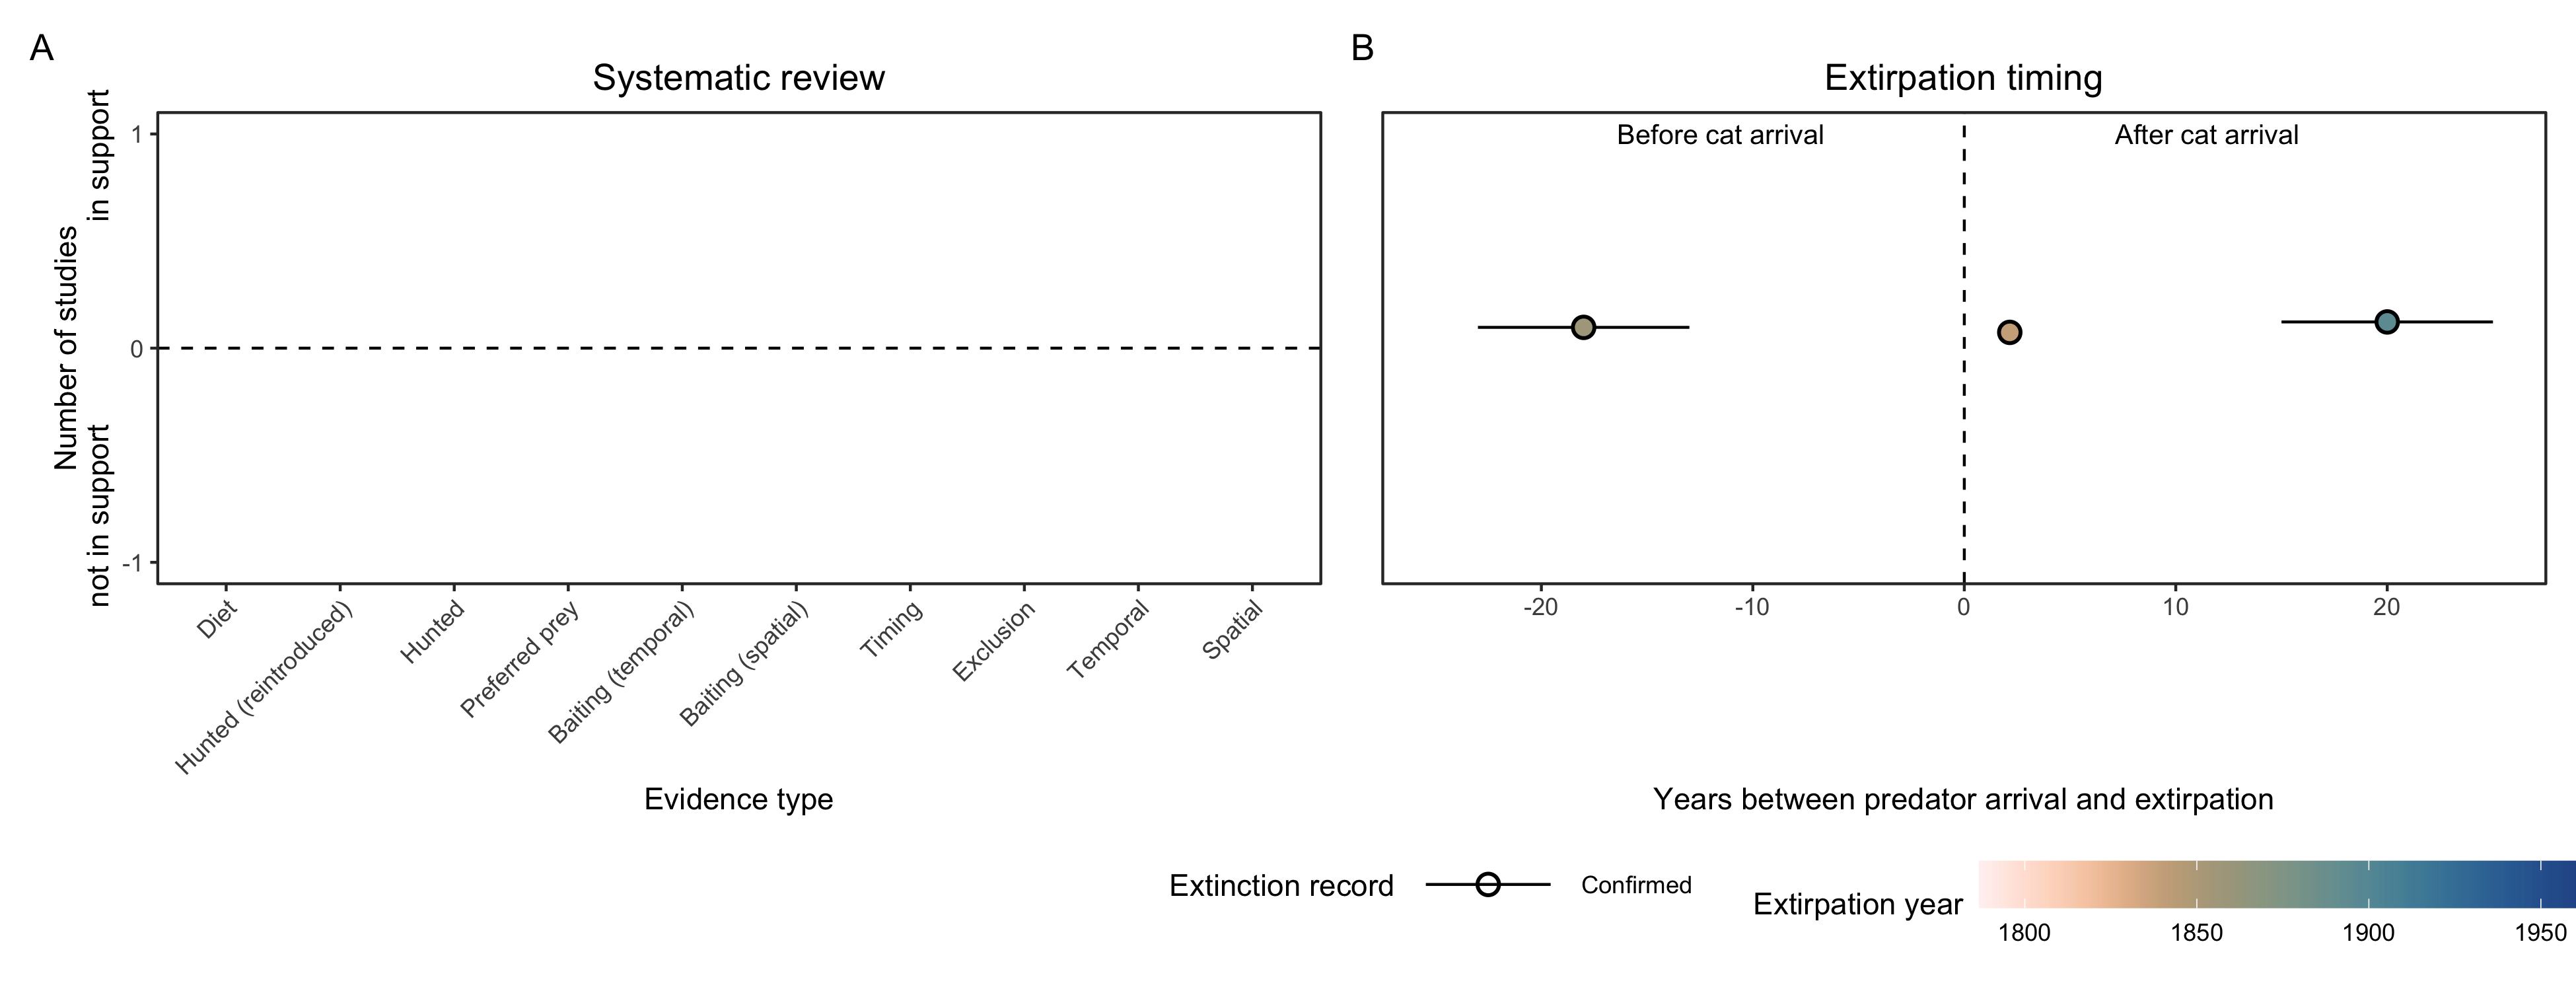 A
Systematic review
Number of studies
not in support
in support
1
0
-1
Diet
Hunted (reintroduced)
Hunted
Preferred prey
Baiting (temporal)
Baiting (spatial)
Timing
Exclusion
Temporal
Spatial
Evidence type
B
Extirpation timing
Before cat arrival
After cat arrival
-20
-10
0
10
20
Years between predator arrival and extirpation
Extinction record
Confirmed
Extirpation year
1800
1850
1900
1950